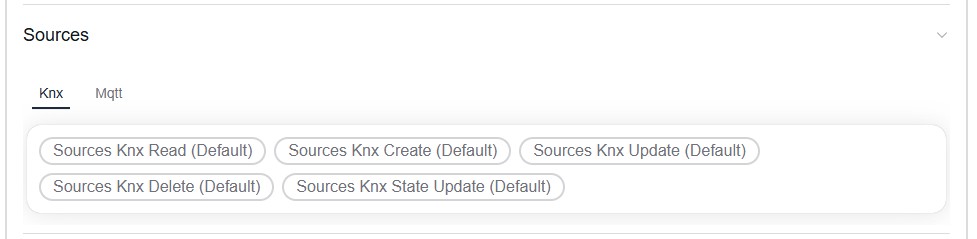 Sources
Knx Mqtt
Sources Knx Read (Default) Sources Knx Create (Default) Sources Knx Update (Default)
Sources Knx Delete (Default) Sources Knx State Update (Default)